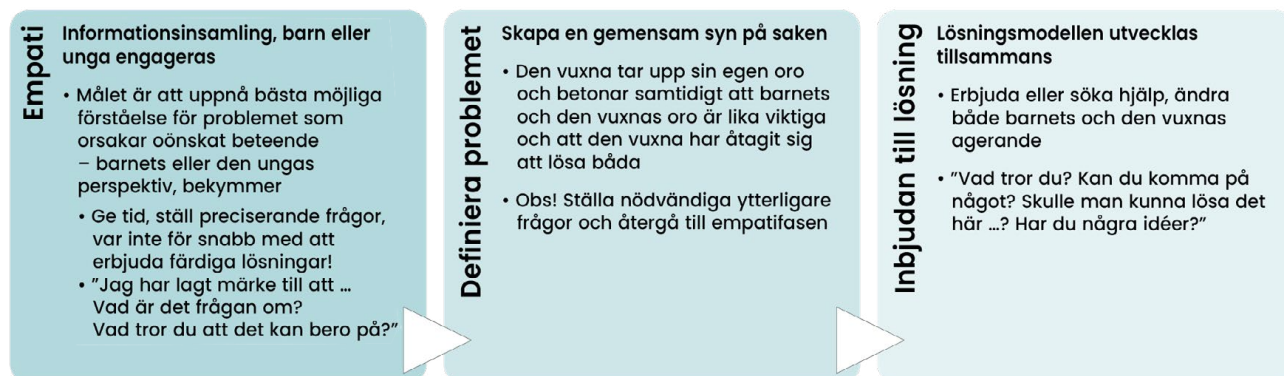 Empati
Informationsinsamling, barn eller
unga engageras
• Målet är att uppnå bästa möjliga
förståelse för problemet som
orsakar oönskat beteende
– barnets eller den ungas
perspektiv, bekymmer
• Ge tid, ställ preciserande frågor,
var inte för snabb med att
erbjuda färdiga lösningar!
• ”Jag har lagt märke till att ...
Vad är det frågan om?
Vad tror du att det kan bero på?”
Definiera problemet
Skapa en gemensam syn på saken
• Den vuxna tar upp sin egen oro
och betonar samtidigt att barnets
och den vuxnas oro är lika viktiga
och att den vuxna har åtagit sig
att lösa båda
• Obs! Ställa nödvändiga ytterligare
frågor och återgå till empatifasen
Inbjudan till lösning
Lösningsmodellen utvecklas
tillsammans
• Erbjuda eller söka hjälp, ändra
både barnets och den vuxnas
agerande
• ”Vad tror du? Kan du komma på
något? Skulle man kunna lösa det
här ...? Har du några idéer?”